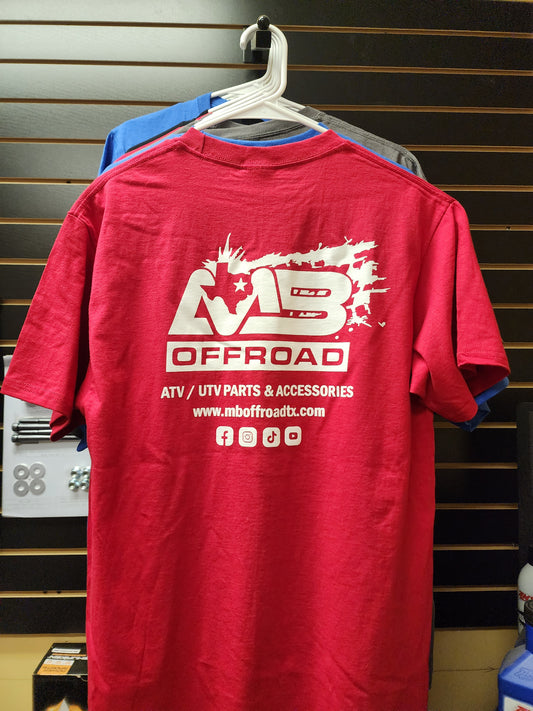 MB
OFFROAD
ATV / UTV PARTS & ACCESSORIES
www.mboffroadtx.com